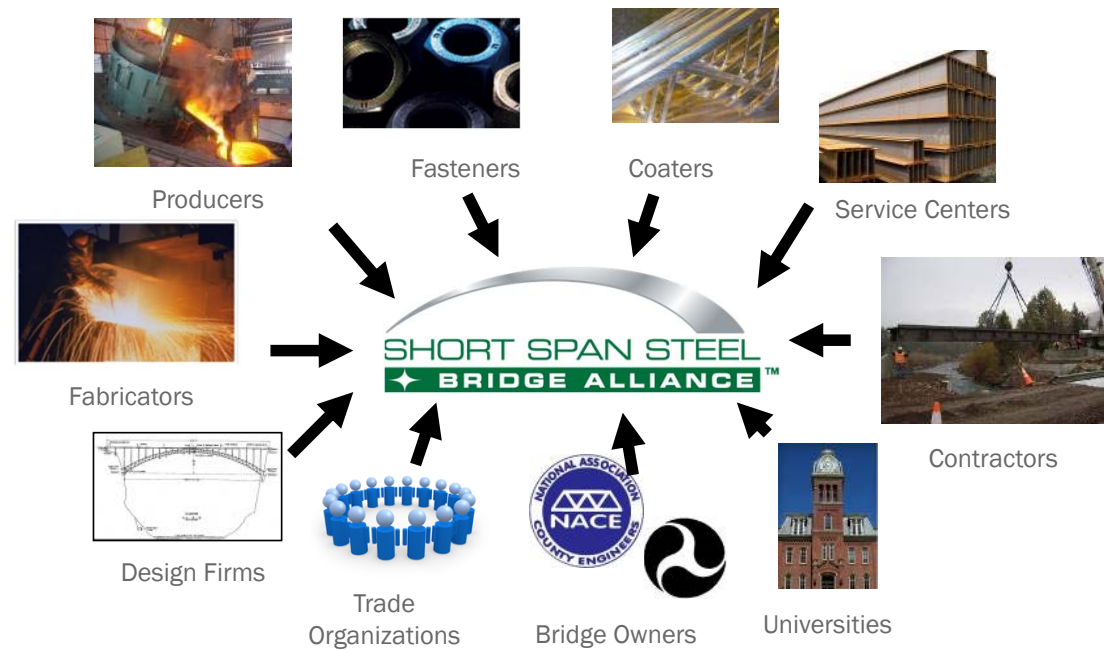 Fasteners
Coaters
Producers
Service Centers
SHORT SPAN STEEL
BRIDGE ALLIANCE™
Fabricators
Contractors
NATIONAL ASSOCIATION
NACE
COUNTY ENGINEERS
Design Firms
Trade
Organizations
Bridge Owners
Universities